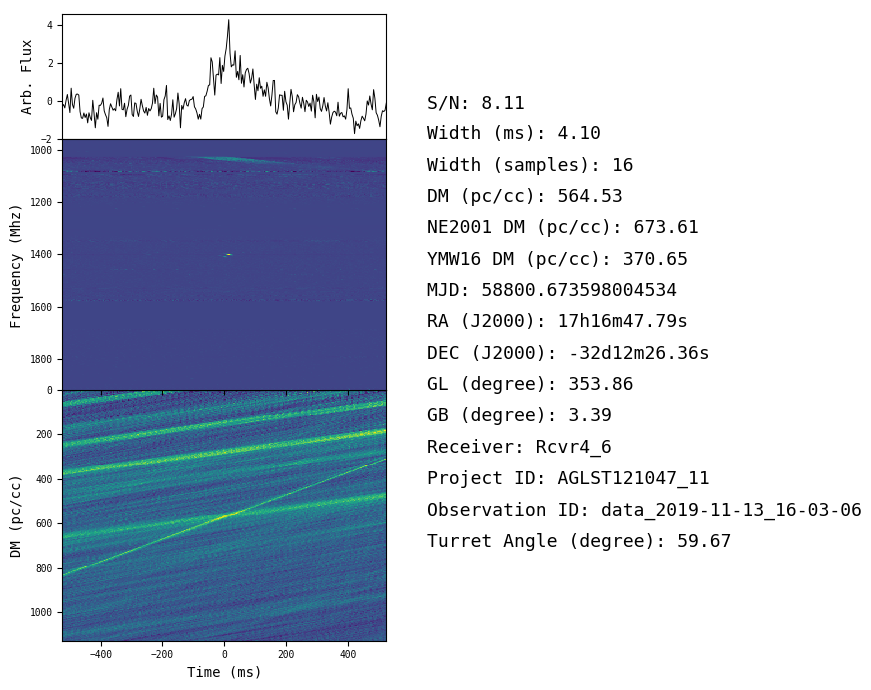 4
2
0
−2
Arb. Flux
1000
1200
1400
1600
1800
Frequency (Mhz)
0
200
400
600
800
1000
DM (pc/cc)
−400
−200
0
200
400
Time (ms)
S/N: 8.11
Width (ms): 4.10
Width (samples): 16
DM (pc/cc): 564.53
NE2001 DM (pc/cc): 673.61
YMW16 DM (pc/cc): 370.65
MJD: 58800.673598004534
RA (J2000): 17h16m47.79s
DEC (J2000): -32d12m26.36s
GL (degree): 353.86
GB (degree): 3.39
Receiver: Rcvr4_6
Project ID: AGLST121047_11
Observation ID: data_2019-11-13_16-03-06
Turret Angle (degree): 59.67